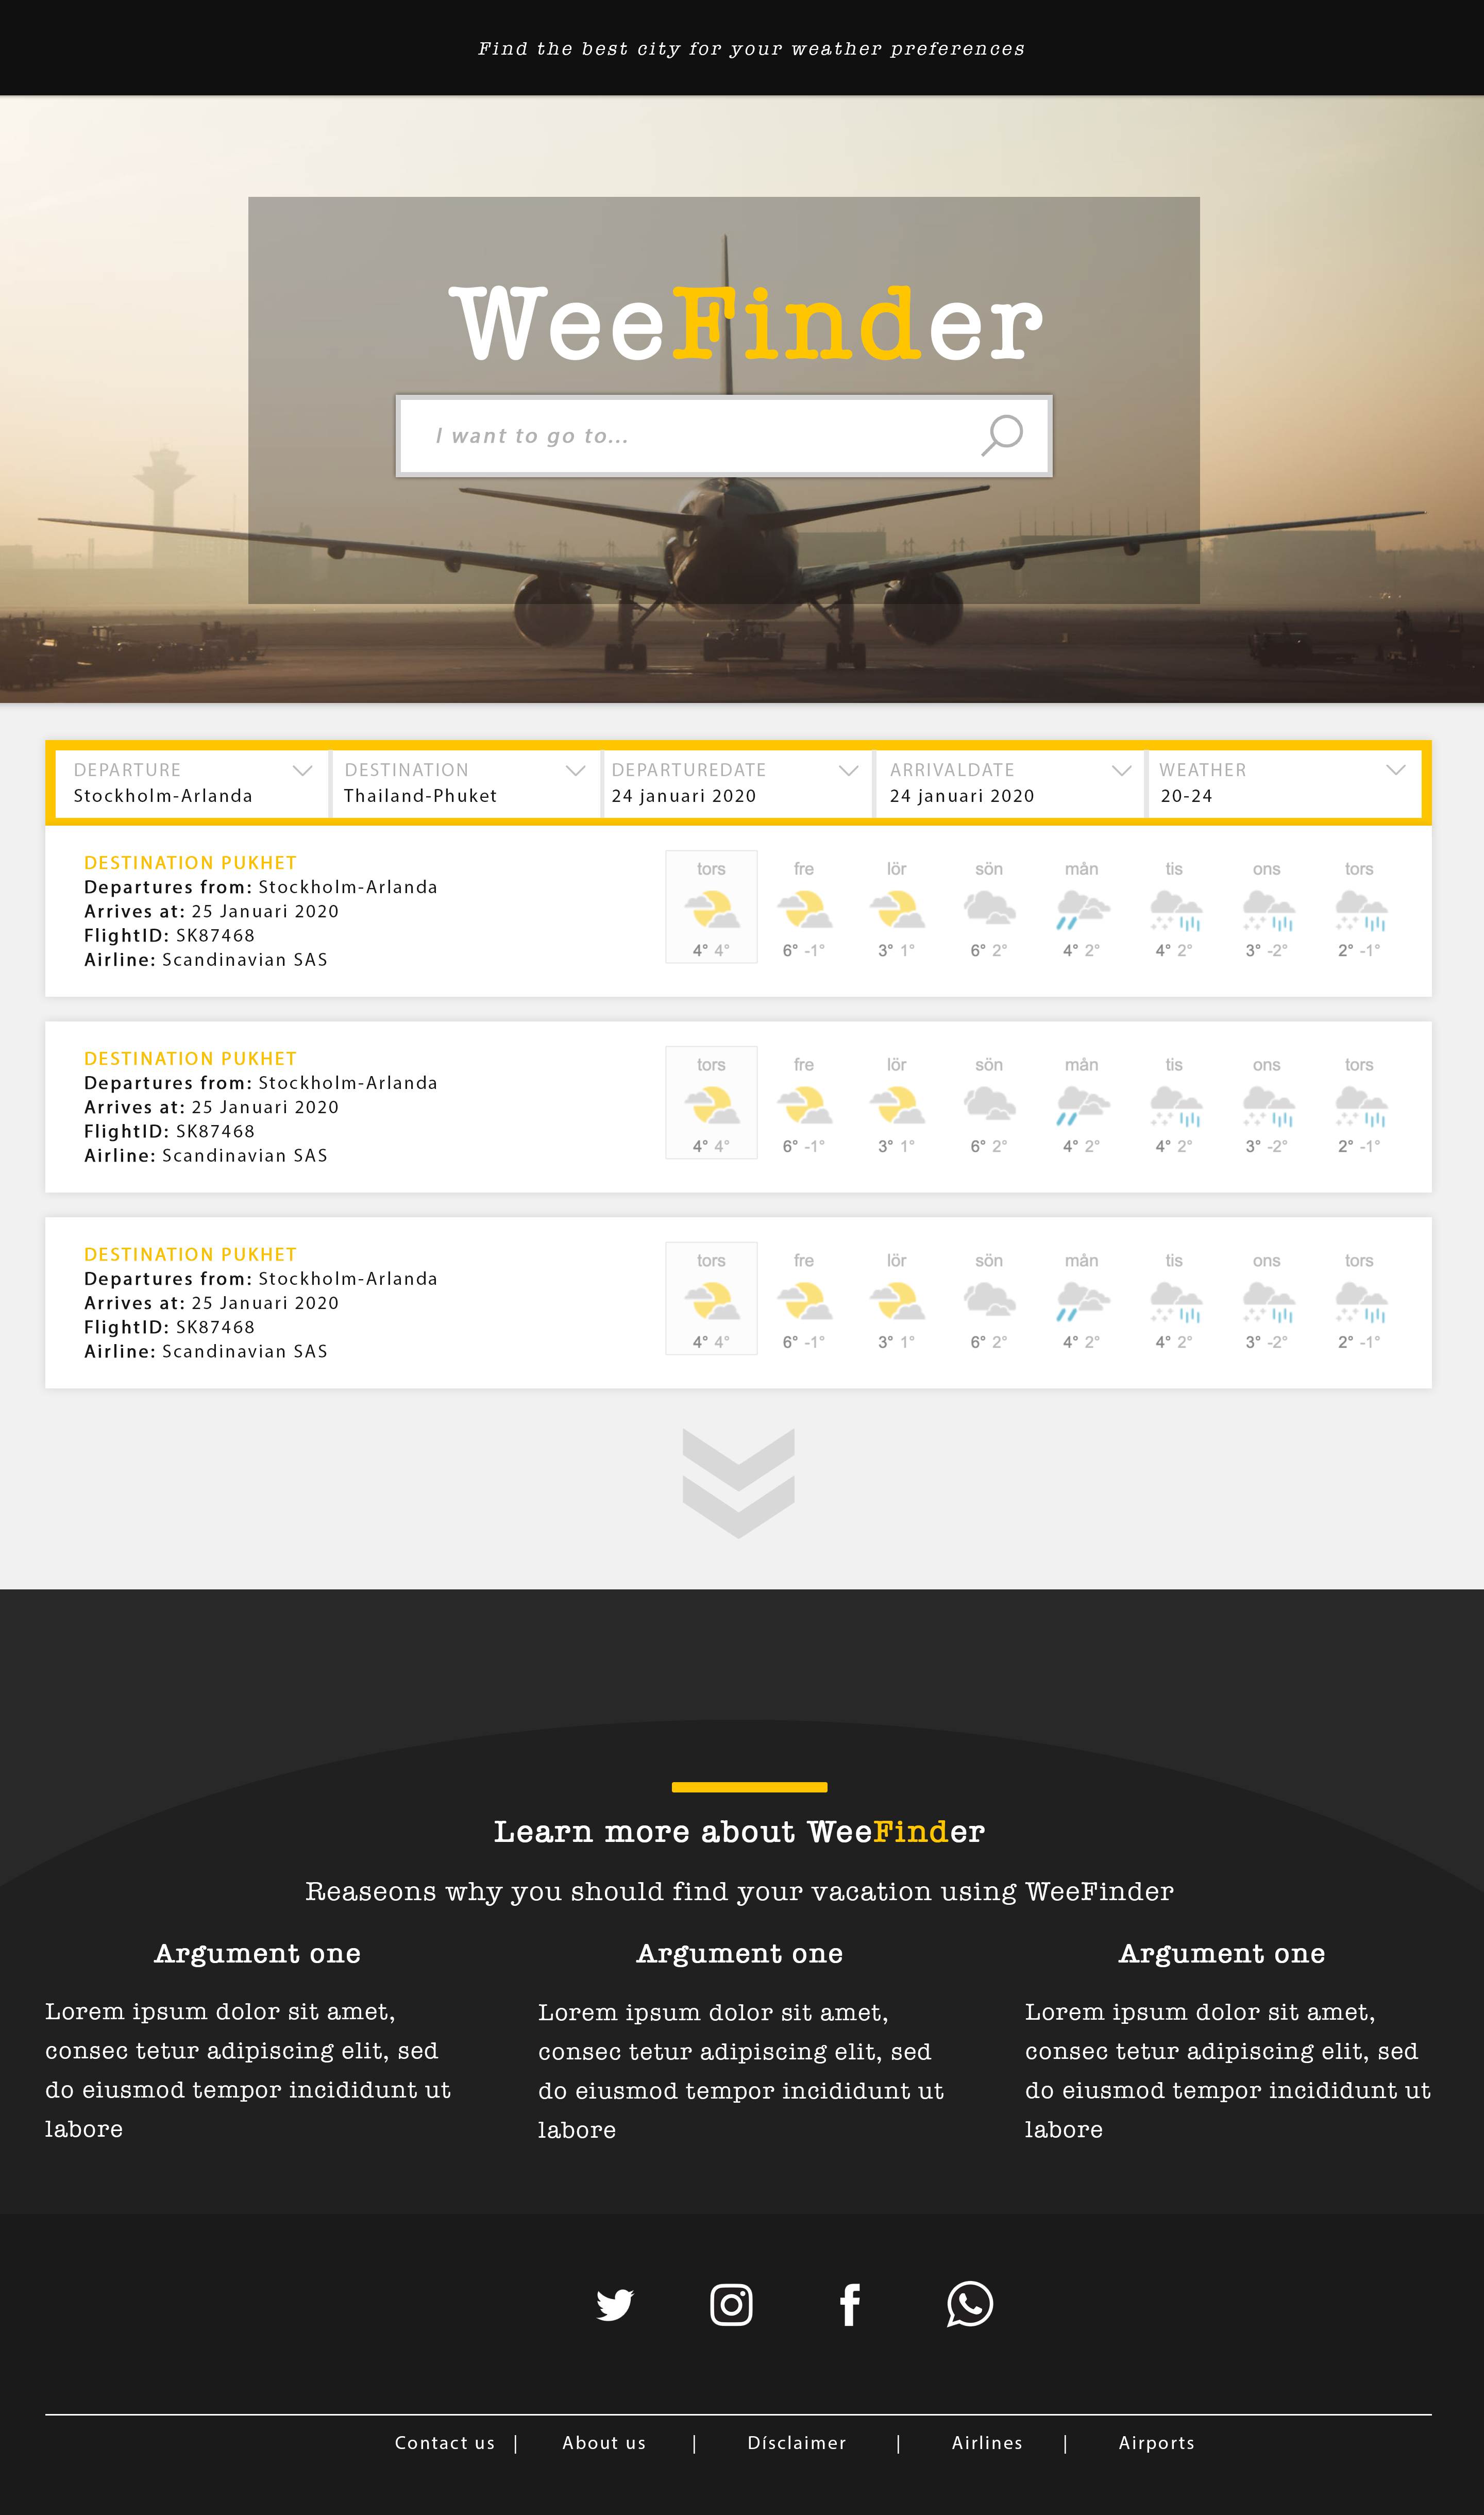 Find the best city for your weather preferences
WeeFinder
I want to go to...
DEPARTURE DESTINATION DEPARTUREDATE ARRIVALDATE WEATHER
Stockholm-Arlanda Thailand-Phuket 24 januari 2020 24 januari 2020 20-24
DESTINATION PUKHET
Departures from: Stockholm-Arlanda
Arrives at: 25 Januari 2020
FlightID: SK87468
Airline: Scandinavian SAS
tors fre lör sön mån tis ons tors
4° 4° 6° -1° 3° 1° 6° 2° 4° 2° 4° 2° 3° -2° 2° -1°
DESTINATION PUKHET
Departures from: Stockholm-Arlanda
Arrives at: 25 Januari 2020
FlightID: SK87468
Airline: Scandinavian SAS
tors fre lör sön mån tis ons tors
4° 4° 6° -1° 3° 1° 6° 2° 4° 2° 4° 2° 3° -2° 2° -1°
DESTINATION PUKHET
Departures from: Stockholm-Arlanda
Arrives at: 25 Januari 2020
FlightID: SK87468
Airline: Scandinavian SAS
tors fre lör sön mån tis ons tors
4° 4° 6° -1° 3° 1° 6° 2° 4° 2° 4° 2° 3° -2° 2° -1°
Learn more about WeeFinder
Reaseons why you should find your vacation using WeeFinder
Argument one
Lorem ipsum dolor sit amet,
consec tetur adipiscing elit, sed
do eiusmod tempor incididunt ut
labore
Argument one
Lorem ipsum dolor sit amet,
consec tetur adipiscing elit, sed
do eiusmod tempor incididunt ut
labore
Argument one
Lorem ipsum dolor sit amet,
consec tetur adipiscing elit, sed
do eiusmod tempor incididunt ut
labore
Contact us | About us | Dísclaimer | Airlines | Airports